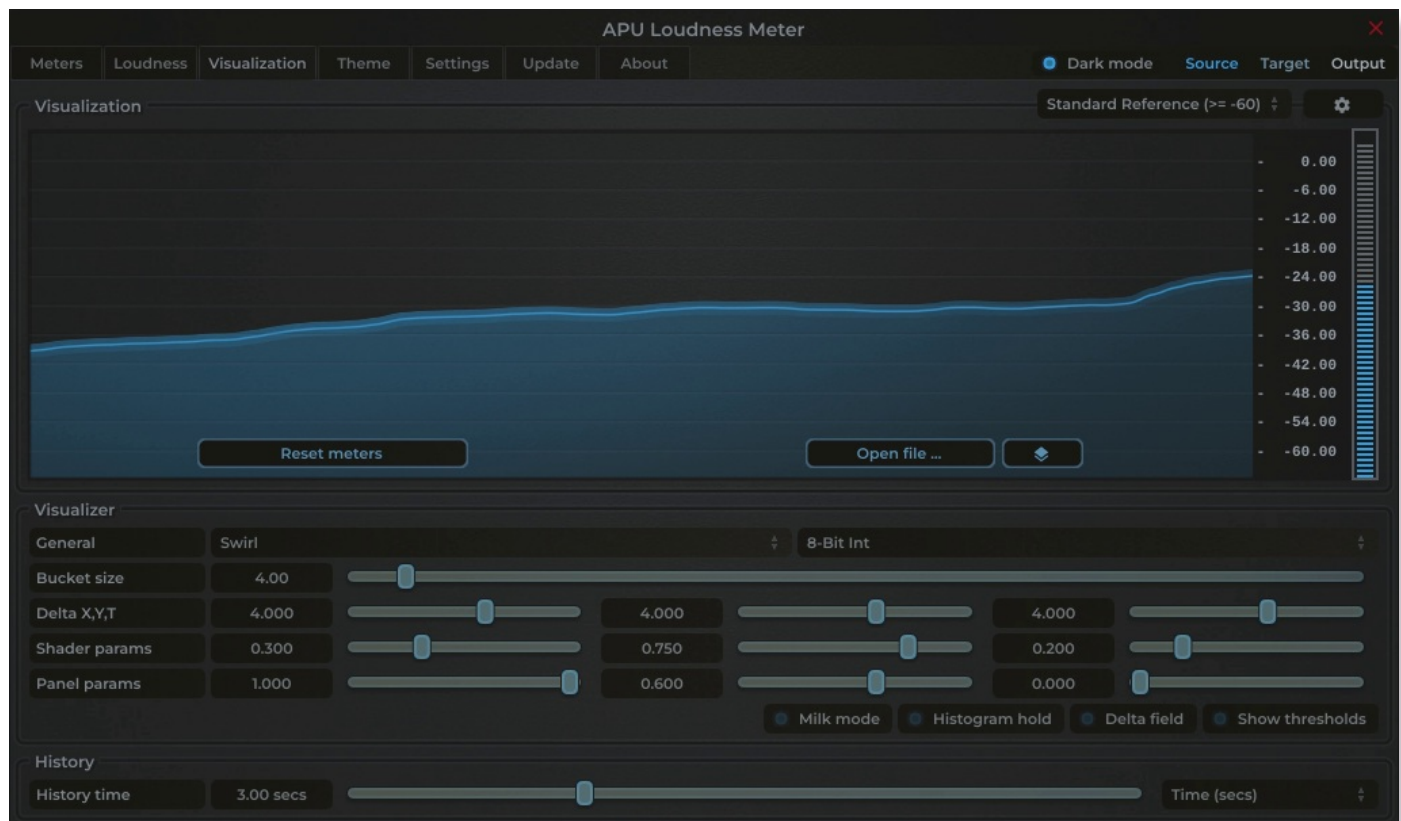 APU Loudness Meter
Meters Loudness Visualization Theme Settings Update About Dark mode Source Target Output
Visualization Standard Reference (>= -60)
- 0.00
- -6.00
- -12.00
- -18.00
- -24.00
- -30.00
- -36.00
- -42.00
- -48.00
- -54.00
- -60.00
Reset meters Open file ...
Visualizer
General Swirl 8-Bit Int
Bucket size 4.00
Delta X,Y,T 4.000 4.000 4.000
Shader params 0.300 0.750 0.200
Panel params 1.000 0.600 0.000
Milk mode Histogram hold Delta field Show thresholds
History
History time 3.00 secs Time (secs)